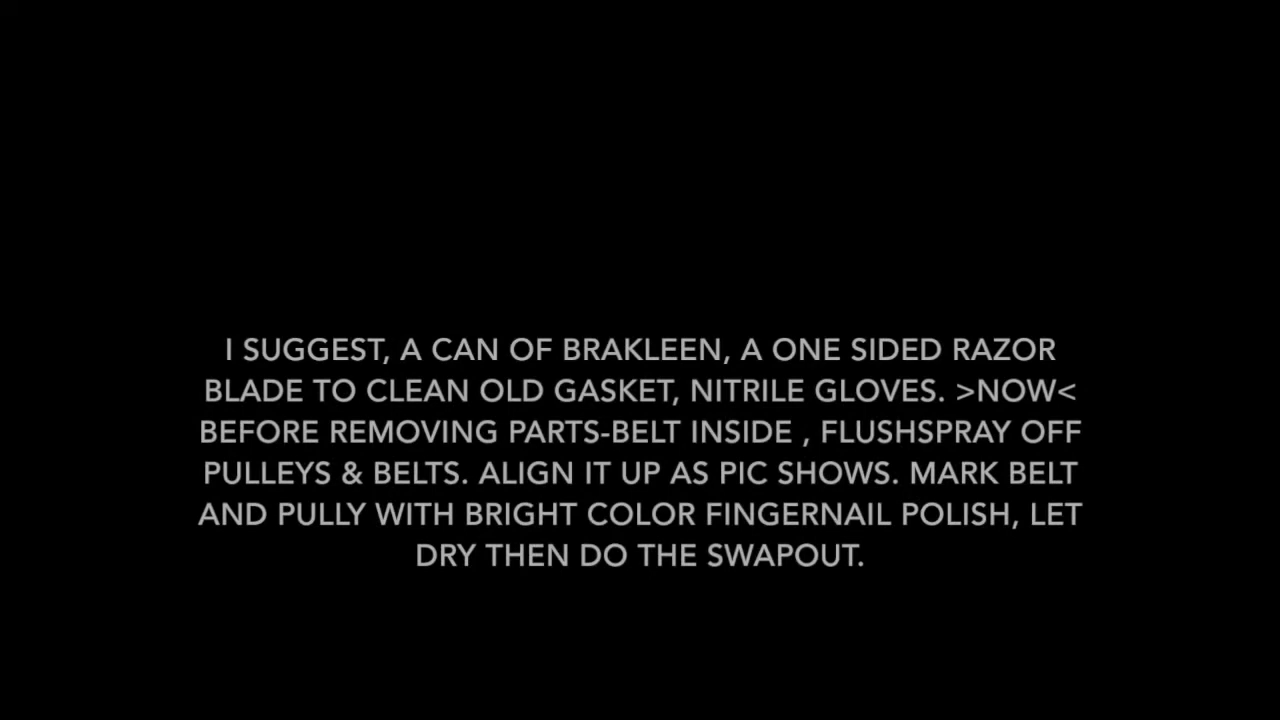 I SUGGEST, A CAN OF BRAKLEEN, A ONE SIDED RAZOR
BLADE TO CLEAN OLD GASKET, NITRILE GLOVES. >NOW<
BEFORE REMOVING PARTS-BELT INSIDE , FLUSHSPRAY OFF
PULLEYS & BELTS. ALIGN IT UP AS PIC SHOWS. MARK BELT
AND PULLY WITH BRIGHT COLOR FINGERNAIL POLISH, LET
DRY THEN DO THE SWAPOUT.